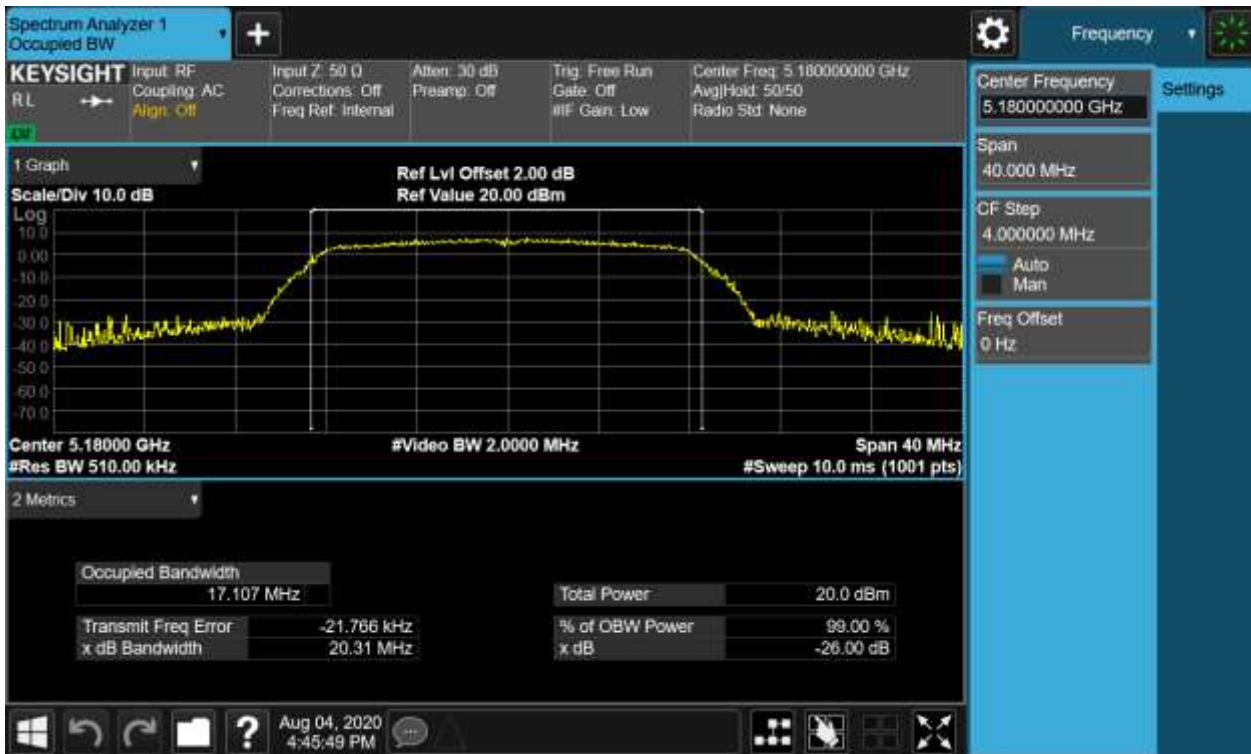 Spectrum Analyzer 1
Occupied BW
Frequency
KEYSIGHT
RL
Input: RF
Coupling: AC
Align: Off
Input Z: 50 Ω
Corrections: Off
Freq Ref: Internal
Atten: 30 dB
Preamp: Off
Trig: Free Run
Gate: Off
#IF Gain: Low
Center Freq: 5.180000000 GHz
Avg|Hold: 50/50
Radio Std: None
Center Frequency
5.180000000 GHz
Settings
Span
40.000 MHz
CF Step
4.000000 MHz
Auto
Man
Freq Offset
0 Hz
1 Graph
Scale/Div 10.0 dB
Ref Lvl Offset 2.00 dB
Ref Value 20.00 dBm
Log
10.0
0.00
-10.0
-20.0
-30.0
-40.0
-50.0
-60.0
-70.0
Center 5.18000 GHz
#Video BW 2.0000 MHz
Span 40 MHz
#Res BW 510.00 kHz
#Sweep 10.0 ms (1001 pts)
2 Metrics
Occupied Bandwidth
17.107 MHz
Total Power 20.0 dBm
Transmit Freq Error -21.766 kHz
% of OBW Power 99.00 %
x dB Bandwidth 20.31 MHz
x dB -26.00 dB
?
Aug 04, 2020
4:45:49 PM